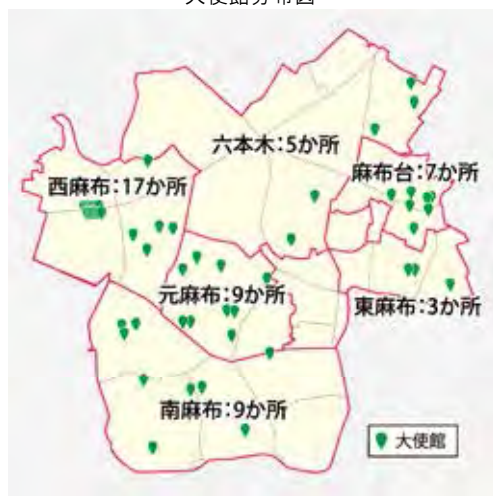 大使館分布図
六本木:5か所
麻布台:7か所
西麻布:17か所
元麻布:9か所
東麻布:3か所
南麻布:9か所
大使館